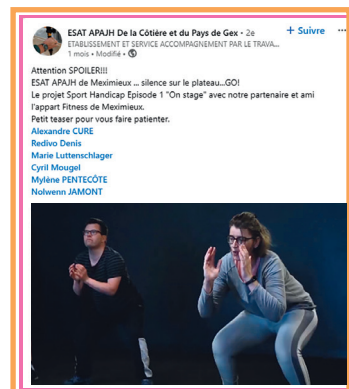 ESAT APAJH De la Côtière et du Pays de Gex • 2e
+ Suivre ...
ETABLISSEMENT ET SERVICE ACCOMPAGNEMENT PAR LE TRAVA...
1 mois • Modifié •
Attention SPOILER!!!
ESAT APAJH de Meximieux ... silence sur le plateau...GO!
Le projet Sport Handicap Episode 1 "On stage" avec notre partenaire et ami
l'appart Fitness de Meximieux.
Petit teaser pour vous faire patienter.
Alexandre CURE
Redivo Denis
Marie Luttenschlager
Cyril Mougel
Mylène PENTECÔTE
Nolwenn JAMONT